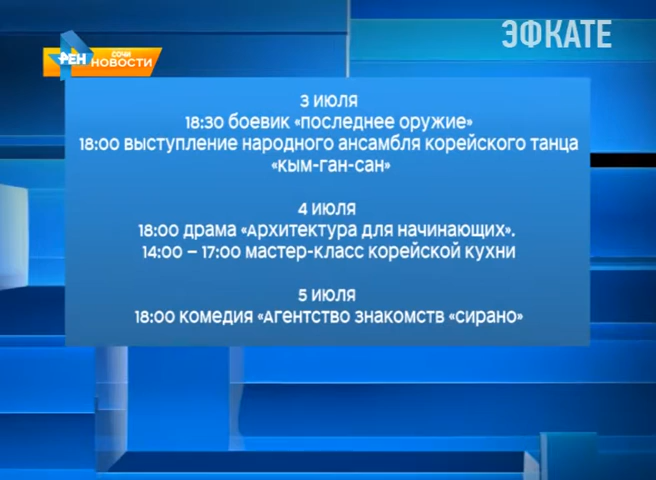 ЭФКАТЕ
РЕН
СОЧИ
НОВОСТИ
3 ИЮЛЯ
18:30 БОЕВИК «ПОСЛЕДНЕЕ ОРУЖИЕ»
18:00 ВЫСТУПЛЕНИЕ НАРОДНОГО АНСАМБЛЯ КОРЕЙСКОГО ТАНЦА
«КЫМ-ГАН-САН»
4 ИЮЛЯ
18:00 ДРАМА «АРХИТЕКТУРА ДЛЯ НАЧИНАЮЩИХ».
14:00 – 17:00 МАСТЕР-КЛАСС КОРЕЙСКОЙ КУХНИ
5 ИЮЛЯ
18:00 КОМЕДИЯ «АГЕНТСТВО ЗНАКОМСТВ «СИРАНО»